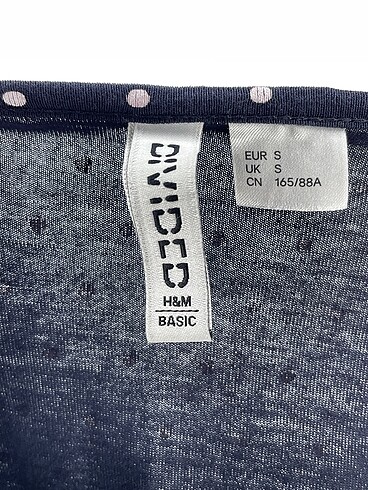 DIVIDED
H&M
BASIC
EUR S
UK S
CN 165/88A